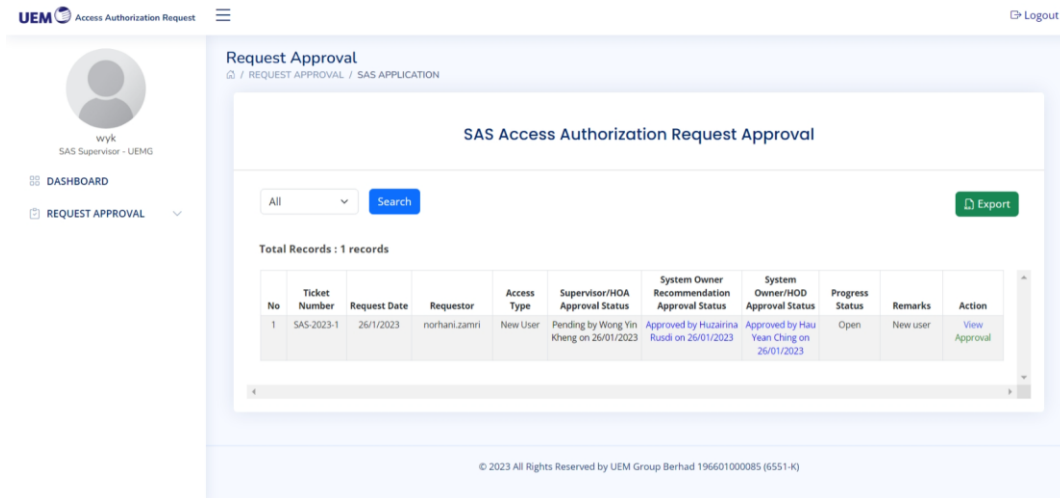 UEM Access Authorization Request
Logout
wyk
SAS Supervisor - UEMG
DASHBOARD
REQUEST APPROVAL
Request Approval
/ REQUEST APPROVAL / SAS APPLICATION
SAS Access Authorization Request Approval
All
Search
Export
Total Records : 1 records
No Ticket Number Request Date Requestor Access Type Supervisor/HOA Approval Status System Owner Recommendation Approval Status System Owner/HOD Approval Status Progress Status Remarks Action
1 SAS-2023-1 26/1/2023 norhani.zamri New User Pending by Wong Yin Kheng on 26/01/2023 Approved by Huzairina Rusdi on 26/01/2023 Approved by Hau Yean Ching on 26/01/2023 Open New user View Approval
© 2023 All Rights Reserved by UEM Group Berhad 196601000085 (6551-K)